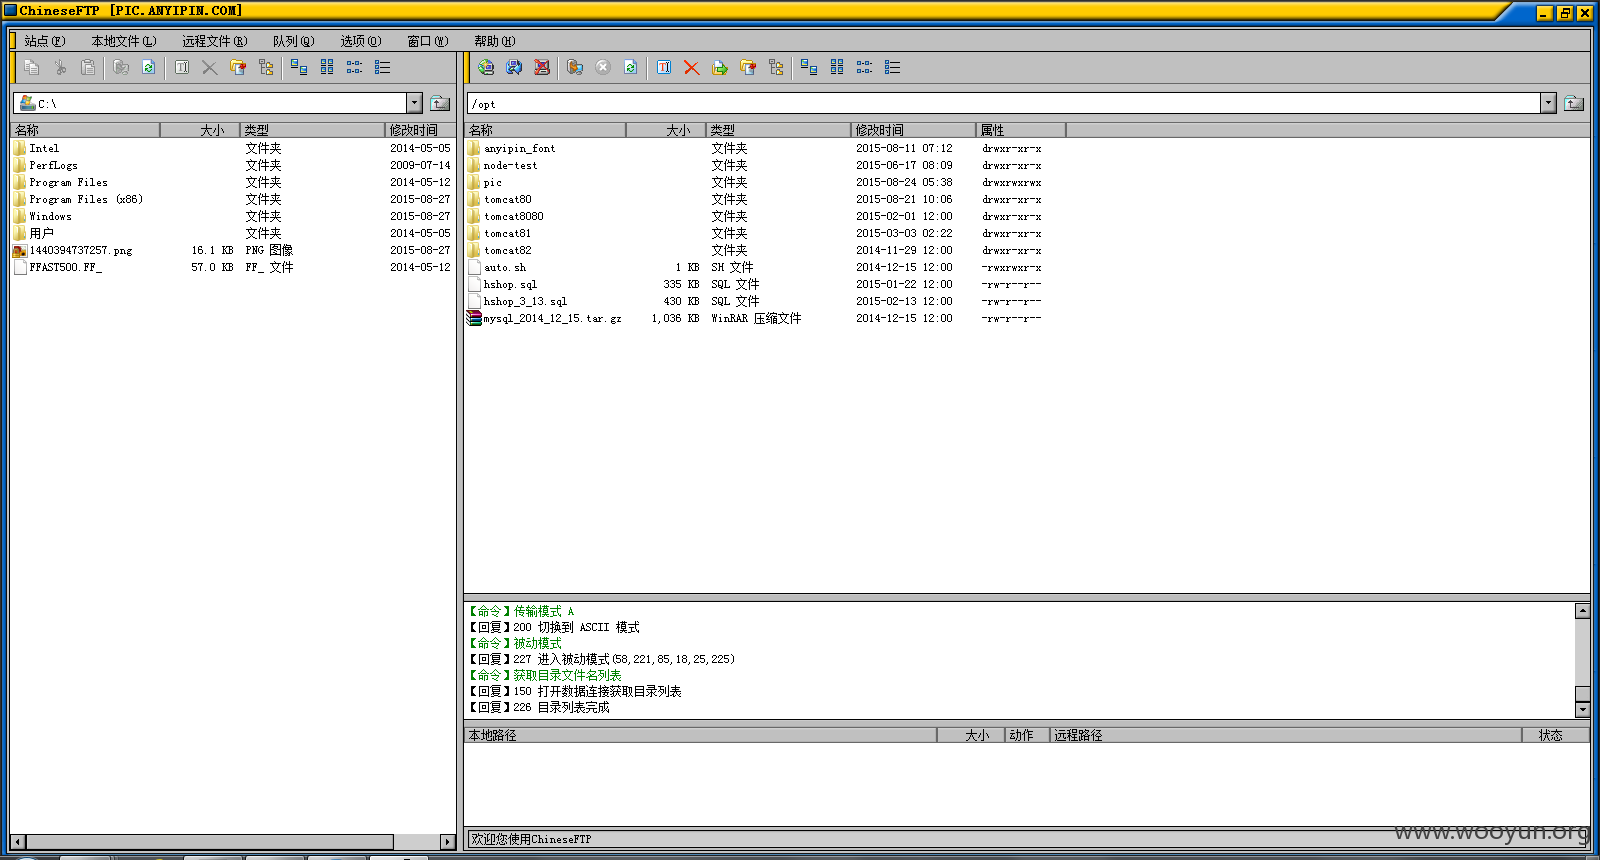 ChineseFTP [PIC.ANYIPIN.COM]
站点(F) 本地文件(L) 远程文件(R) 队列(Q) 选项(O) 窗口(W) 帮助(H)
C:\
名称 大小 类型 修改时间
Intel 文件夹 2014-05-05
PerfLogs 文件夹 2009-07-14
Program Files 文件夹 2014-05-12
Program Files (x86) 文件夹 2015-08-27
Windows 文件夹 2015-08-27
用户 文件夹 2014-05-05
1440394737257.png 16.1 KB PNG 图像 2015-08-27
FFAST500.FF_ 57.0 KB FF_ 文件 2014-05-12
/opt
名称 大小 类型 修改时间 属性
anyipin_font 文件夹 2015-08-11 07:12 drwxr-xr-x
node-test 文件夹 2015-06-17 08:09 drwxr-xr-x
pic 文件夹 2015-08-24 05:38 drwxrwxrwx
tomcat80 文件夹 2015-08-21 10:06 drwxr-xr-x
tomcat8080 文件夹 2015-02-01 12:00 drwxr-xr-x
tomcat81 文件夹 2015-03-03 02:22 drwxr-xr-x
tomcat82 文件夹 2014-11-29 12:00 drwxr-xr-x
auto.sh 1 KB SH 文件 2014-12-15 12:00 -rwxrwxr-x
hshop.sql 335 KB SQL 文件 2015-01-22 12:00 -rw-r--r--
hshop_3_13.sql 430 KB SQL 文件 2015-02-13 12:00 -rw-r--r--
mysql_2014_12_15.tar.gz 1,036 KB WinRAR 压缩文件 2014-12-15 12:00 -rw-r--r--
【命令】传输模式 A
【回复】200 切换到 ASCII 模式
【命令】被动模式
【回复】227 进入被动模式(58,221,85,18,25,225)
【命令】获取目录文件名列表
【回复】150 打开数据连接获取目录列表
【回复】226 目录列表完成
本地路径 大小 动作 远程路径 状态
欢迎您使用ChineseFTP
www.wooyun.org